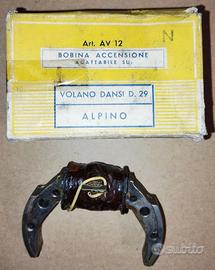 Art. AV 12
N
BOBINA ACCENSIONE
ADATTABILE SU:
VOLANO DANSI D. 29
ALPINO
subito